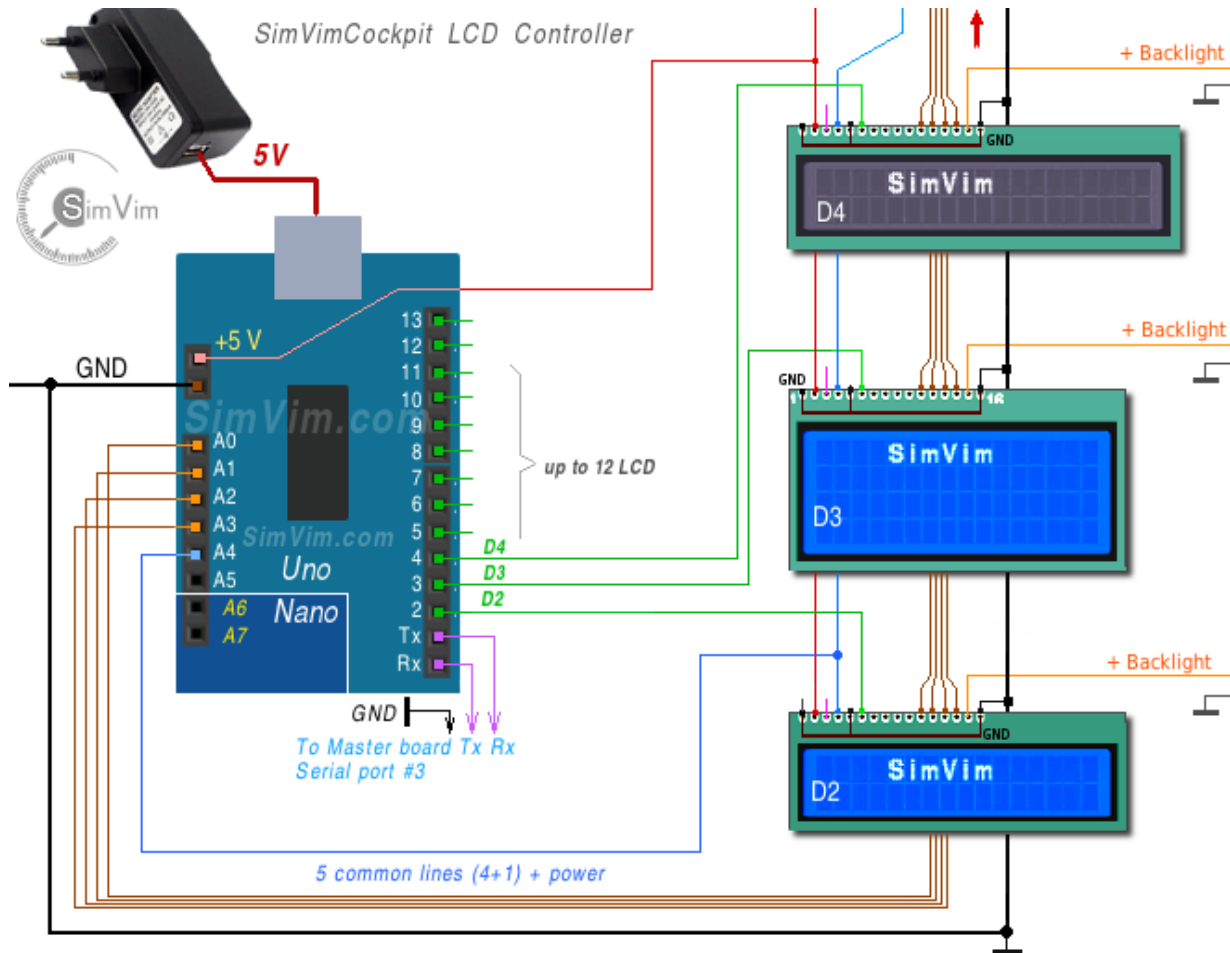 SimVimCockpit LCD Controller
5V
SimVim
+ Backlight
GND
SimVim
D4
+5 V
GND
13
12
11
10
9
8
7
6
5
4
3
2
Tx
Rx
SimVim.com
A0
A1
A2
A3
A4
A5
A6
A7
SimVim.com
Uno
Nano
up to 12 LCD
D4
D3
D2
+ Backlight
GND
1
16
SimVim
D3
GND
To Master board Tx Rx
Serial port #3
+ Backlight
GND
SimVim
D2
5 common lines (4+1) + power